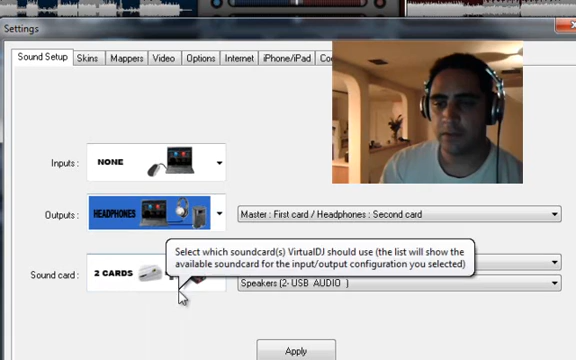 Settings
Sound Setup Skins Mappers Video Options Internet iPhone/iPad
Inputs : NONE
Outputs : HEADPHONES Master : First card / Headphones : Second card
Select which soundcard(s) VirtualDJ should use (the list will show the
available soundcard for the input/output configuration you selected)
Sound card : 2 CARDS
Speakers (2- USB AUDIO )
Apply